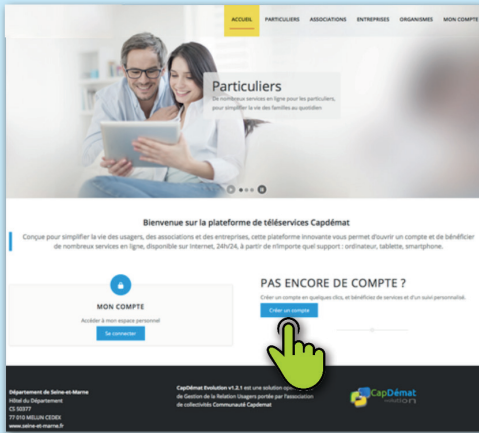 ACCUEIL PARTICULIERS ASSOCIATIONS ENTREPRISES ORGANISMES MON COMPTE
Particuliers
De nombreux services en ligne pour les particuliers,
pour simplifier la vie des familles au quotidien
Bienvenue sur la plateforme de téléservices Capdémat
Conçue pour simplifier la vie des usagers, des associations et des entreprises, cette plateforme innovante vous permet d'ouvrir un compte et de bénéficier
de nombreux services en ligne, disponible sur Internet, 24h/24, à partir de n'importe quel support : ordinateur, tablette, smartphone.
MON COMPTE
Accéder à mon espace personnel
Se connecter
PAS ENCORE DE COMPTE ?
Créer un compte en quelques clics, et bénéficiez de services et d'un suivi personnalisé.
Créer un compte
Département de Seine-et-Marne
Hôtel du Département
CS 50377
77 010 MELUN CEDEX
www.seine-et-marne.fr
CapDémat Evolution v1.2.1 est une solution
de Gestion de la Relation Usagers portée par l'association
de collectivités Communauté Capdemat
CapDémat